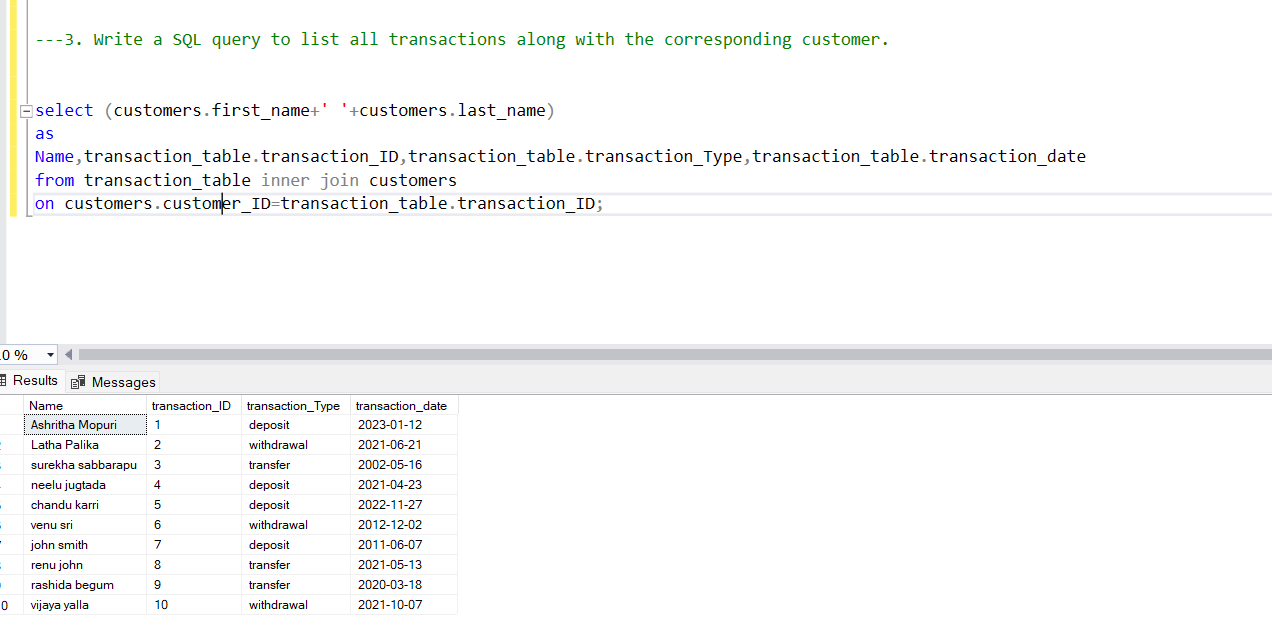 ---3. Write a SQL query to list all transactions along with the corresponding customer.
select (customers.first_name+' '+customers.last_name)
as
Name,transaction_table.transaction_ID,transaction_table.transaction_Type,transaction_table.transaction_date
from transaction_table inner join customers
on customers.customer_ID=transaction_table.transaction_ID;
.0 %
Results Messages
Name transaction_ID transaction_Type transaction_date
Ashritha Mopuri 1 deposit 2023-01-12
Latha Palika 2 withdrawal 2021-06-21
surekha sabbarapu 3 transfer 2002-05-16
neelu jugtada 4 deposit 2021-04-23
chandu karri 5 deposit 2022-11-27
venu sri 6 withdrawal 2012-12-02
john smith 7 deposit 2011-06-07
renu john 8 transfer 2021-05-13
rashida begum 9 transfer 2020-03-18
0 vijaya yalla 10 withdrawal 2021-10-07